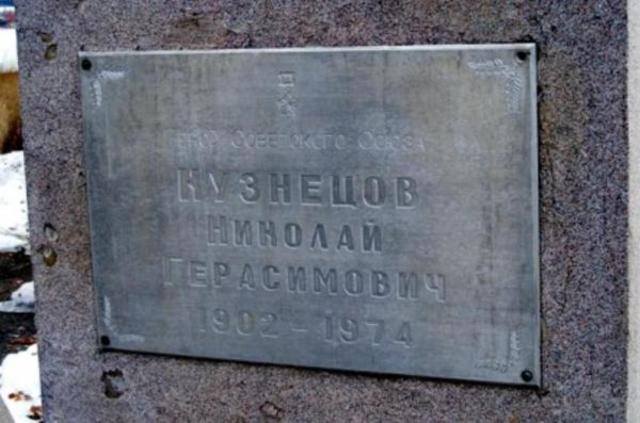 Герой Советского Союза
КУЗНЕЦОВ
НИКОЛАЙ
ГЕРАСИМОВИЧ
1902-1974